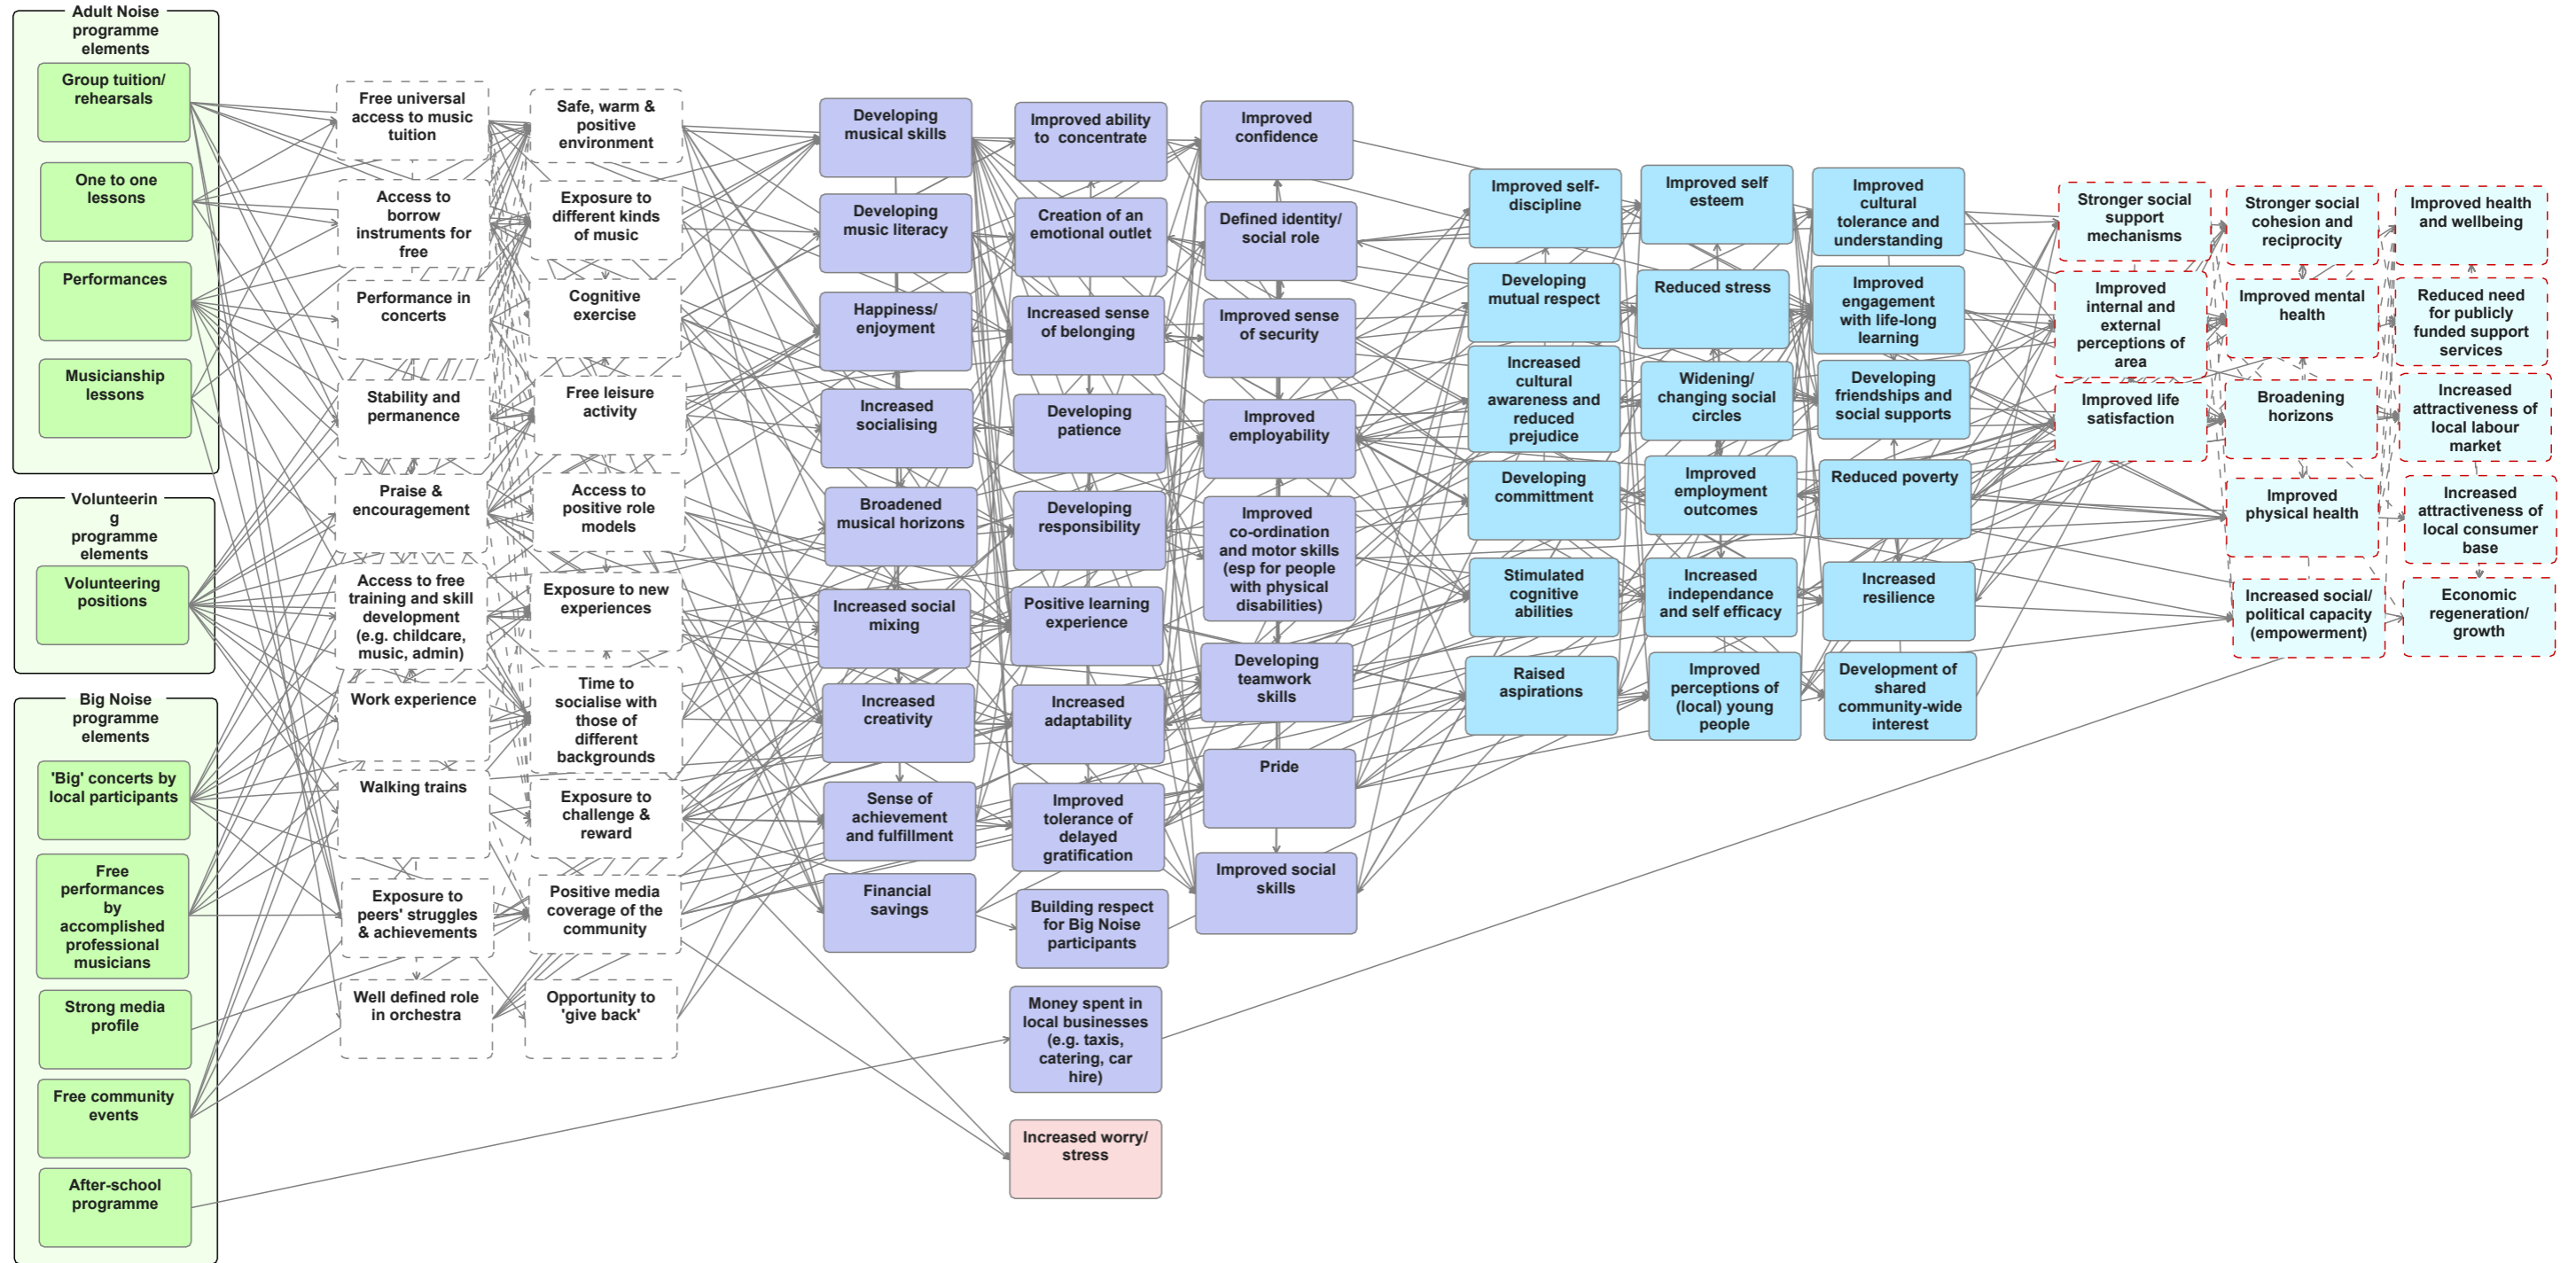 Adult Noise
programme
elements
Group tuition/
rehearsals
One to one
lessons
Performances
Musicianship
lessons
Volunteerin
g
programme
elements
Volunteering
positions
Big Noise
programme
elements
'Big' concerts by
local participants
Free
performances
by
accomplished
professional
musicians
Strong media
profile
Free community
events
After-school
programme
Free universal
access to music
tuition
Access to
borrow
instruments for
free
Performance in
concerts
Stability and
permanence
Praise &
encouragement
Access to free
training and skill
development
(e.g. childcare,
music, admin)
Work experience
Walking trains
Exposure to
peers' struggles
& achievements
Well defined role
in orchestra
Safe, warm &
positive
environment
Exposure to
different kinds
of music
Cognitive
exercise
Free leisure
activity
Access to
positive role
models
Exposure to new
experiences
Time to
socialise with
those of
different
backgrounds
Exposure to
challenge &
reward
Positive media
coverage of the
community
Opportunity to
'give back'
Developing
musical skills
Developing
music literacy
Happiness/
enjoyment
Increased
socialising
Broadened
musical horizons
Increased social
mixing
Increased
creativity
Sense of
achievement
and fulfillment
Financial
savings
Improved ability
to concentrate
Creation of an
emotional outlet
Increased sense
of belonging
Developing
patience
Developing
responsibility
Positive learning
experience
Increased
adaptability
Improved
tolerance of
delayed
gratification
Building respect
for Big Noise
participants
Money spent in
local businesses
(e.g. taxis,
catering, car
hire)
Increased worry/
stress
Improved
confidence
Defined identity/
social role
Improved sense
of security
Improved
employability
Improved
co-ordination
and motor skills
(esp for people
with physical
disabilities)
Developing
teamwork
skills
Pride
Improved social
skills
Improved self-
discipline
Developing
mutual respect
Increased
cultural
awareness and
reduced
prejudice
Developing
committment
Stimulated
cognitive
abilities
Raised
aspirations
Improved self
esteem
Reduced stress
Widening/
changing social
circles
Improved
employment
outcomes
Increased
independance
and self efficacy
Improved
perceptions of
(local) young
people
Improved
cultural
tolerance and
understanding
Improved
engagement
with life-long
learning
Developing
friendships and
social supports
Reduced poverty
Increased
resilience
Development of
shared
community-wide
interest
Stronger social
support
mechanisms
Improved
internal and
external
perceptions of
area
Improved life
satisfaction
Stronger social
cohesion and
reciprocity
Improved mental
health
Broadening
horizons
Improved
physical health
Increased social/
political capacity
(empowerment)
Improved health
and wellbeing
Reduced need
for publicly
funded support
services
Increased
attractiveness of
local labour
market
Increased
attractiveness of
local consumer
base
Economic
regeneration/
growth